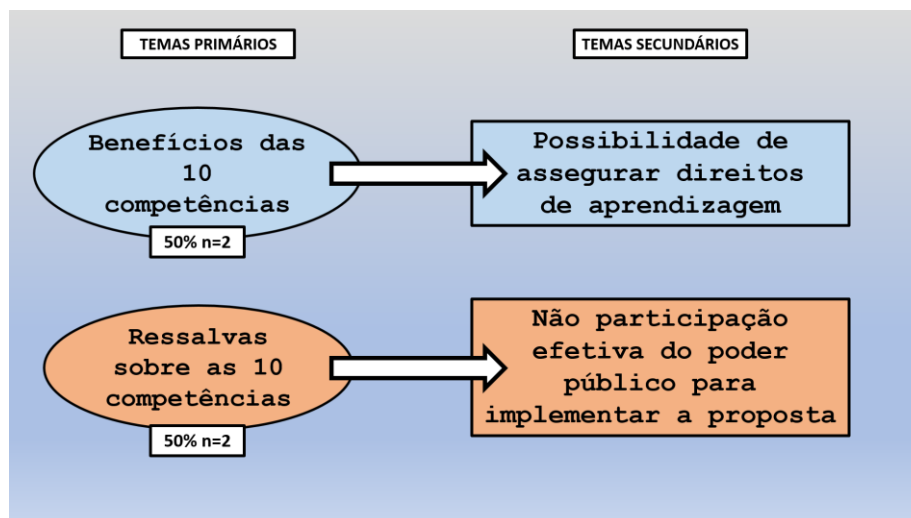 TEMAS PRIMÁRIOS
TEMAS SECUNDÁRIOS
Benefícios das
10
competências
50% n=2
Possibilidade de
assegurar direitos
de aprendizagem
Ressalvas
sobre as 10
competências
50% n=2
Não participação
efetiva do poder
público para
implementar a proposta